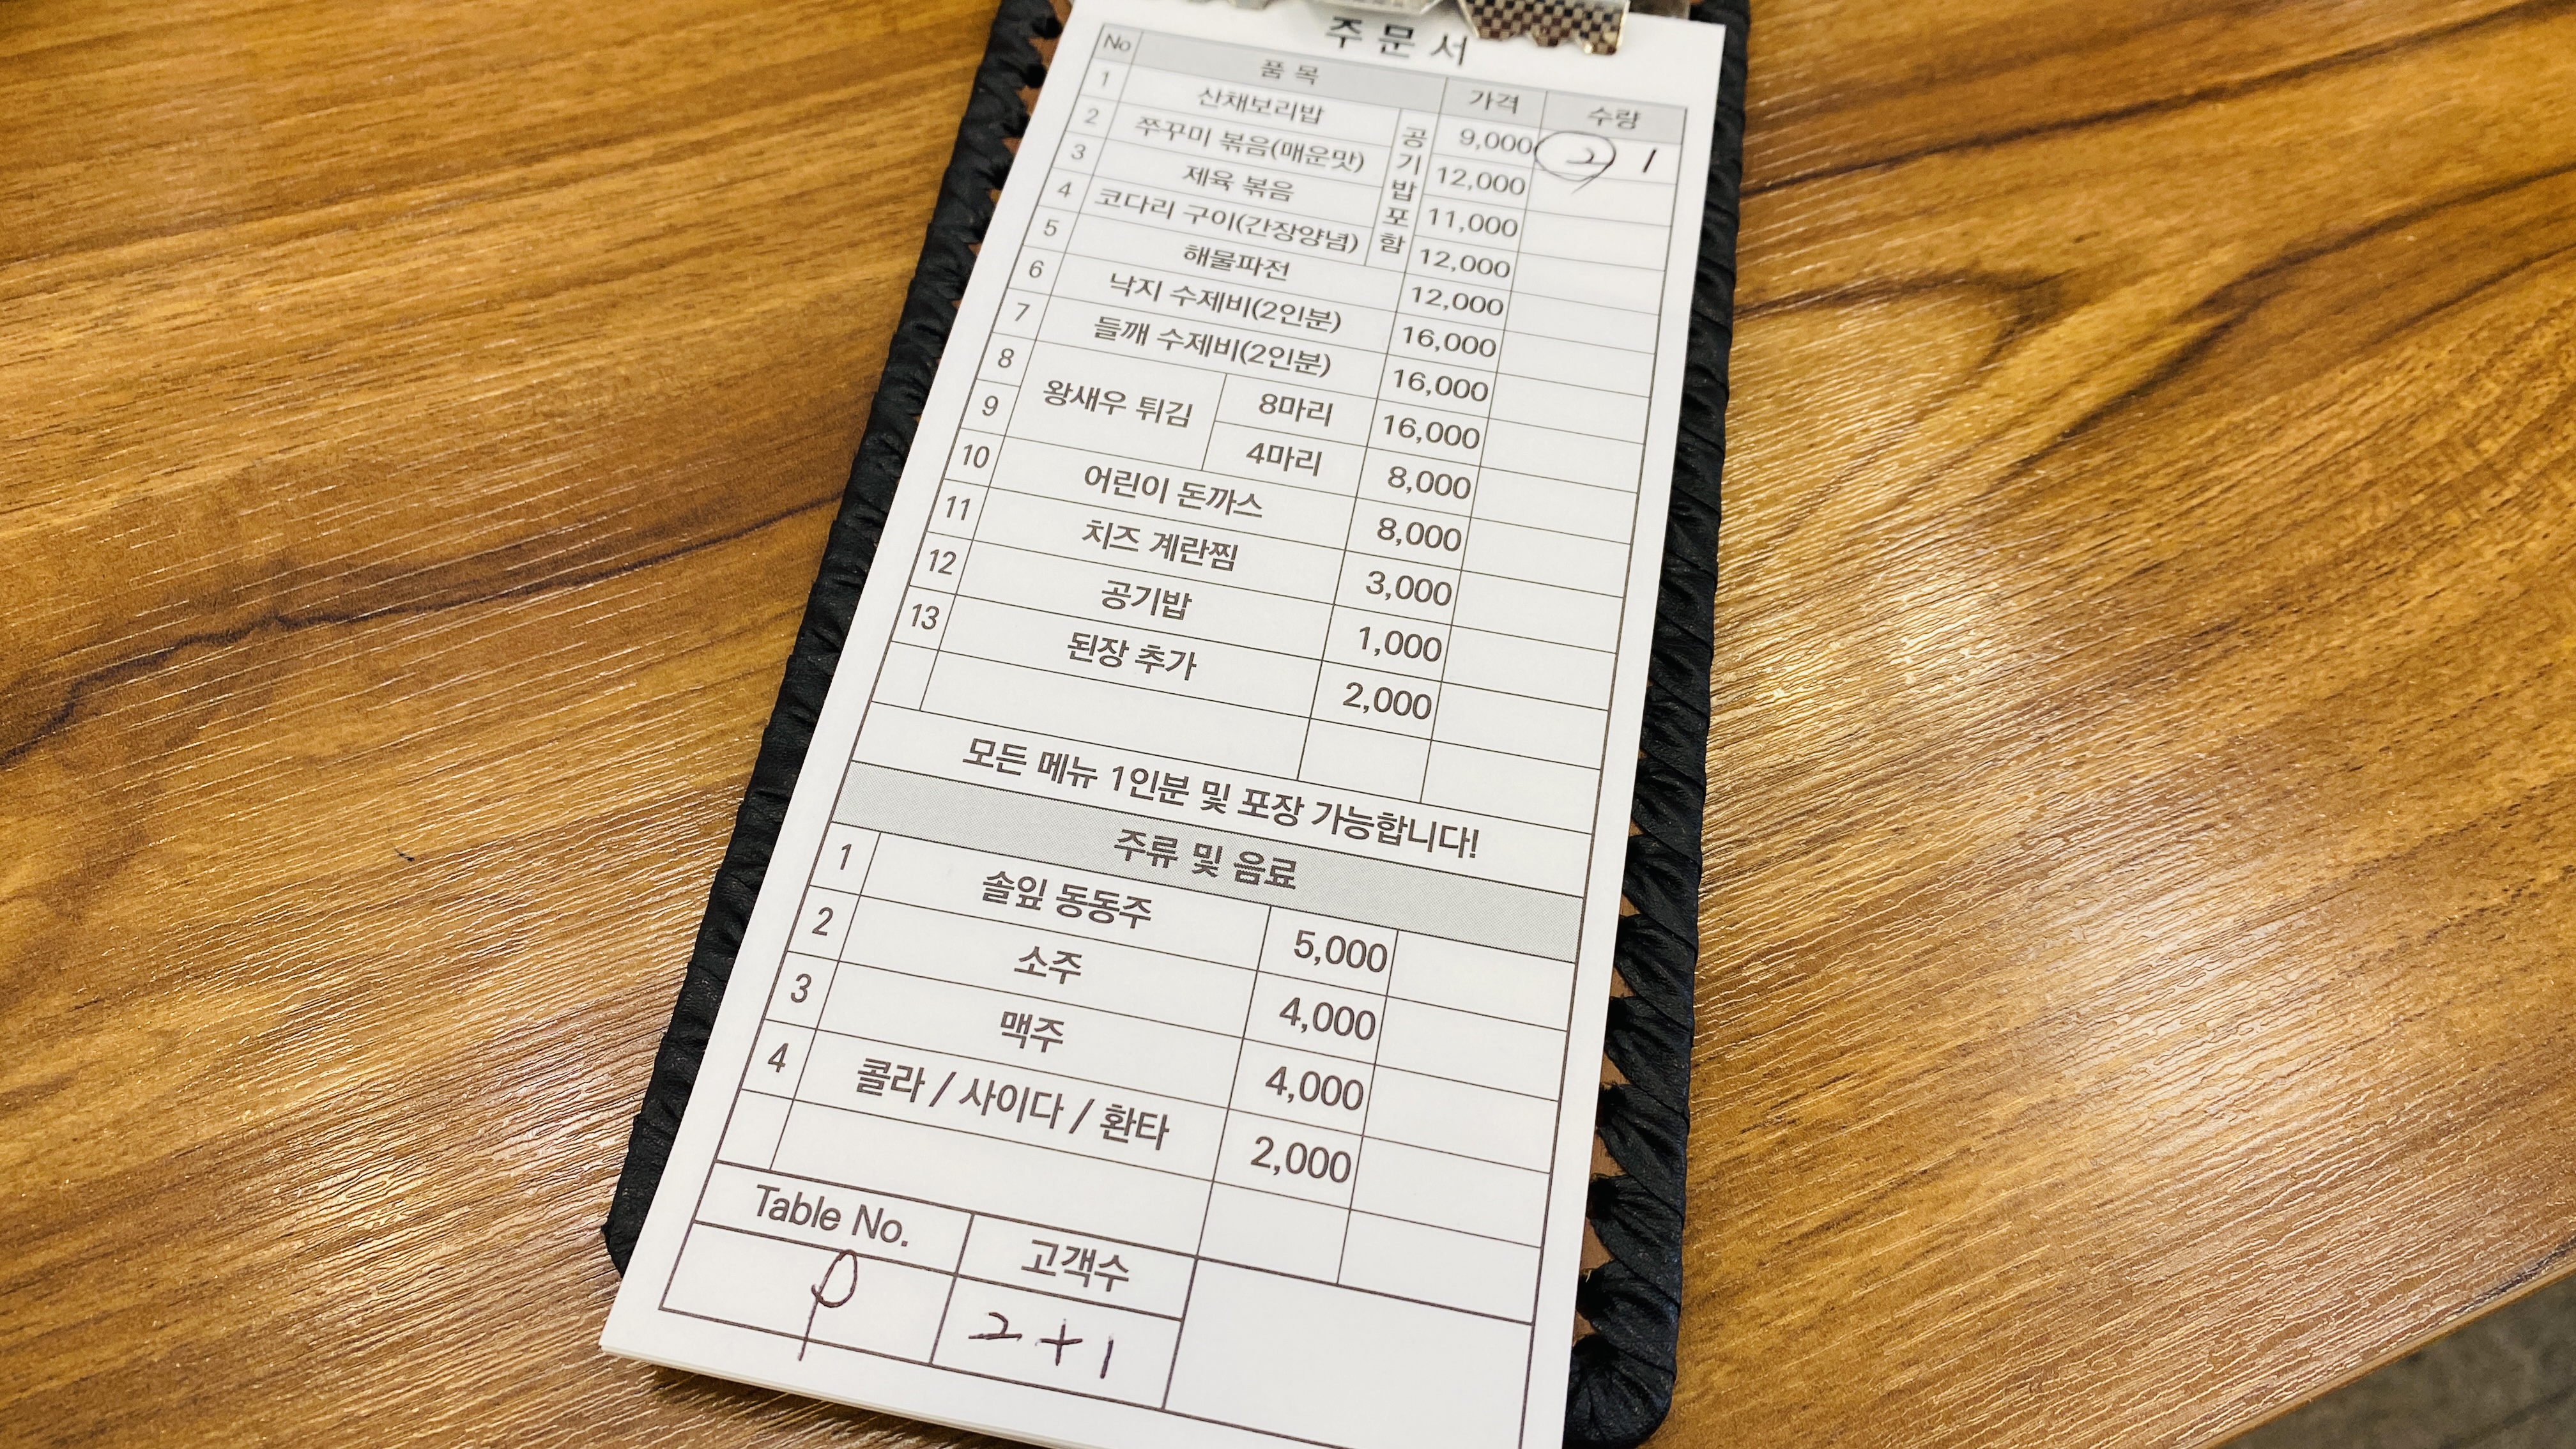 주문서
No 품목 가격 수량
1 산채보리밥 공기밥포함 9,000 2 1
2 쭈꾸미 볶음(매운맛) 12,000
3 제육 볶음 11,000
4 코다리 구이(간장양념) 12,000
5 해물파전 12,000
6 낙지 수제비(2인분) 16,000
7 들깨 수제비(2인분) 16,000
8 왕새우 튀김 8마리 16,000
9 4마리 8,000
10 어린이 돈까스 8,000
11 치즈 계란찜 3,000
12 공기밥 1,000
13 된장 추가 2,000
모든 메뉴 1인분 및 포장 가능합니다!
주류 및 음료
1 솔잎 동동주 5,000
2 소주 4,000
3 맥주 4,000
4 콜라 / 사이다 / 환타 2,000
Table No. 고객수
2+1